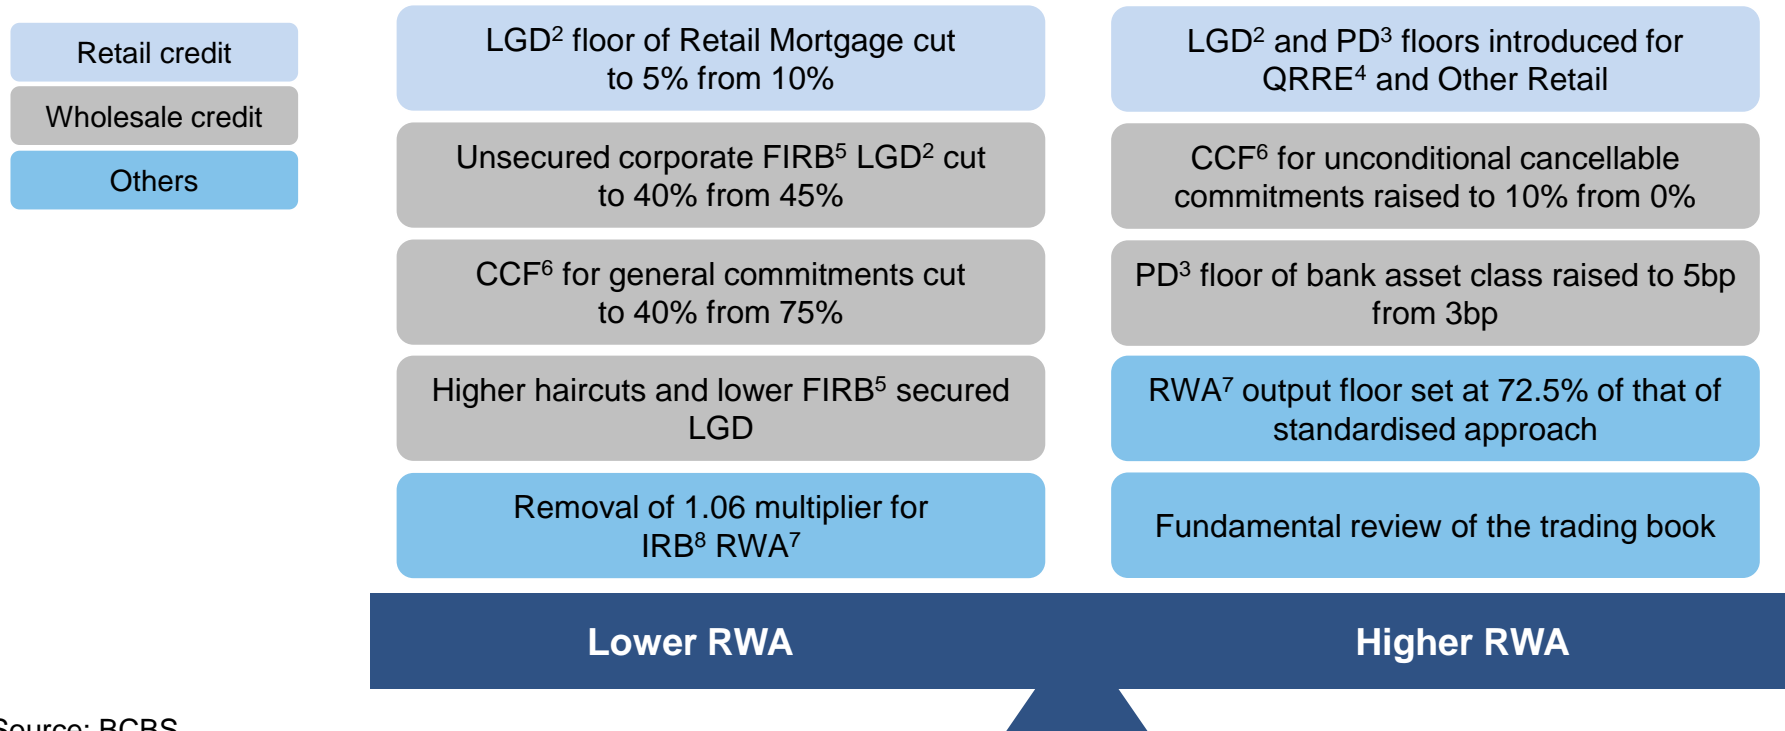 Retail credit
Wholesale credit
Others
LGD² floor of Retail Mortgage cut
to 5% from 10%
Unsecured corporate FIRB⁵ LGD² cut
to 40% from 45%
CCF⁶ for general commitments cut
to 40% from 75%
Higher haircuts and lower FIRB⁵ secured
LGD
Removal of 1.06 multiplier for
IRB⁸ RWA⁷
LGD² and PD³ floors introduced for
QRRE⁴ and Other Retail
CCF⁶ for unconditional cancellable
commitments raised to 10% from 0%
PD³ floor of bank asset class raised to 5bp
from 3bp
RWA⁷ output floor set at 72.5% of that of
standardised approach
Fundamental review of the trading book
Lower RWA
Higher RWA
Source: BCBS